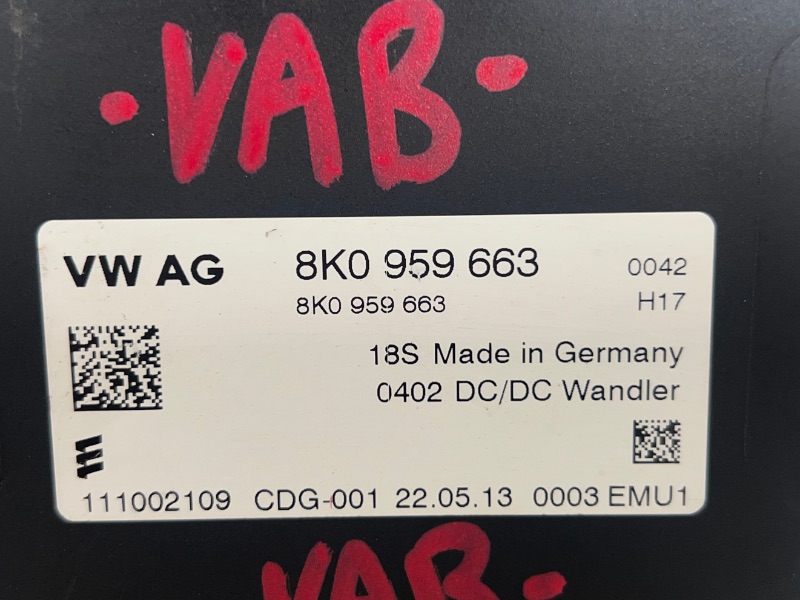 ·VAB·
VW AG 8K0 959 663 0042
8K0 959 663 H17
18S Made in Germany
0402 DC/DC Wandler
111002109 CDG-001 22.05.13 0003 EMU1
VAB·